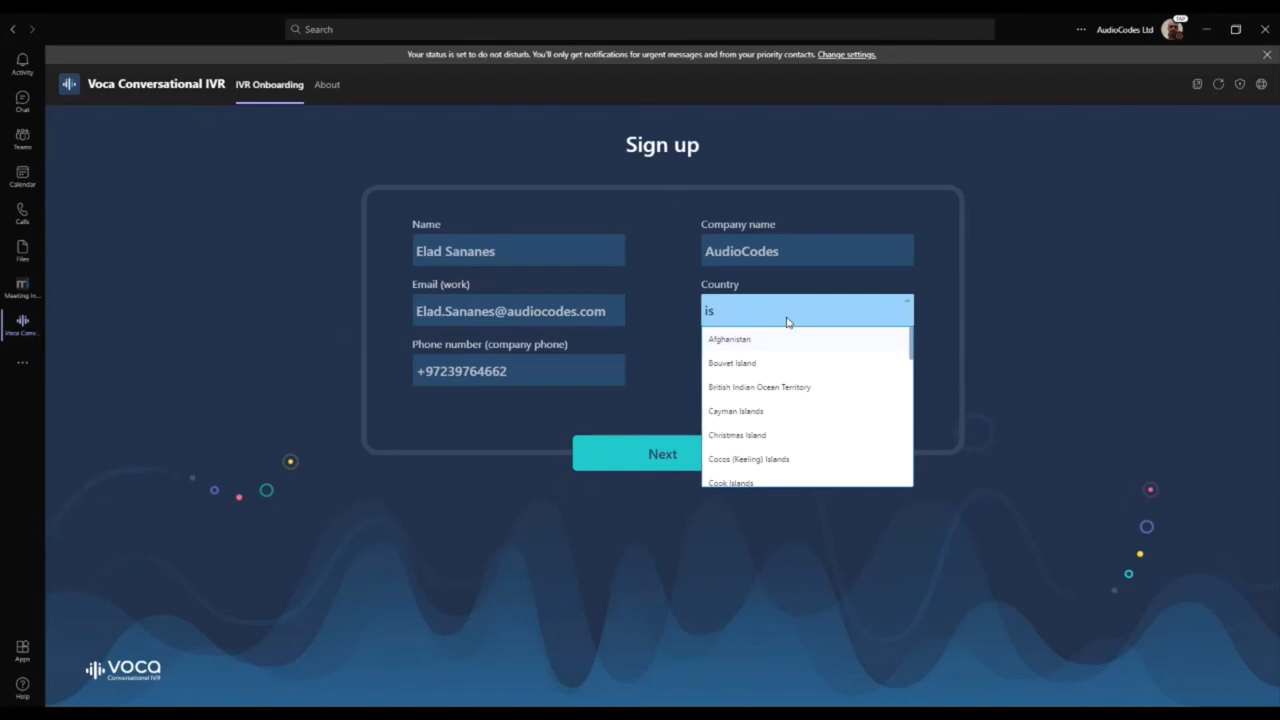 Search
AudioCodes Ltd
Your status is set to do not disturb. You'll only get notifications for urgent messages and from your priority contacts. Change settings.
Activity
Chat
Teams
Calendar
Calls
Files
Meeting In...
Voca Conv...
Apps
Help
Voca Conversational IVR
IVR Onboarding
About
Sign up
Name
Elad Sananes
Company name
AudioCodes
Email (work)
Elad.Sananes@audiocodes.com
Country
is
Phone number (company phone)
+97239764662
Afghanistan
Bouvet Island
British Indian Ocean Territory
Cayman Islands
Christmas Island
Cocos (Keeling) Islands
Cook Islands
Next
VOCA
Conversational IVR